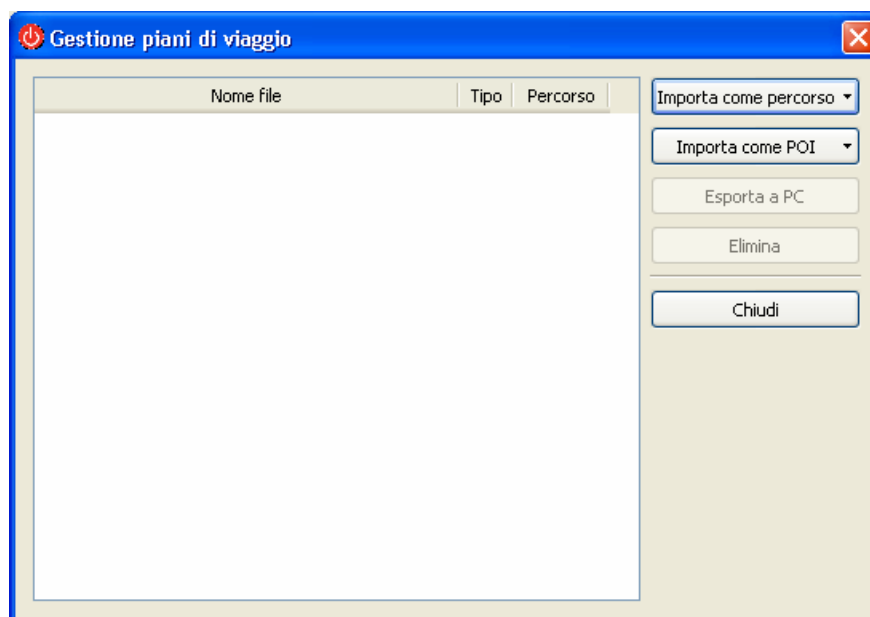 Gestione piani di viaggio
Nome file Tipo Percorso
Importa come percorso
Importa come POI
Esporta a PC
Elimina
Chiudi